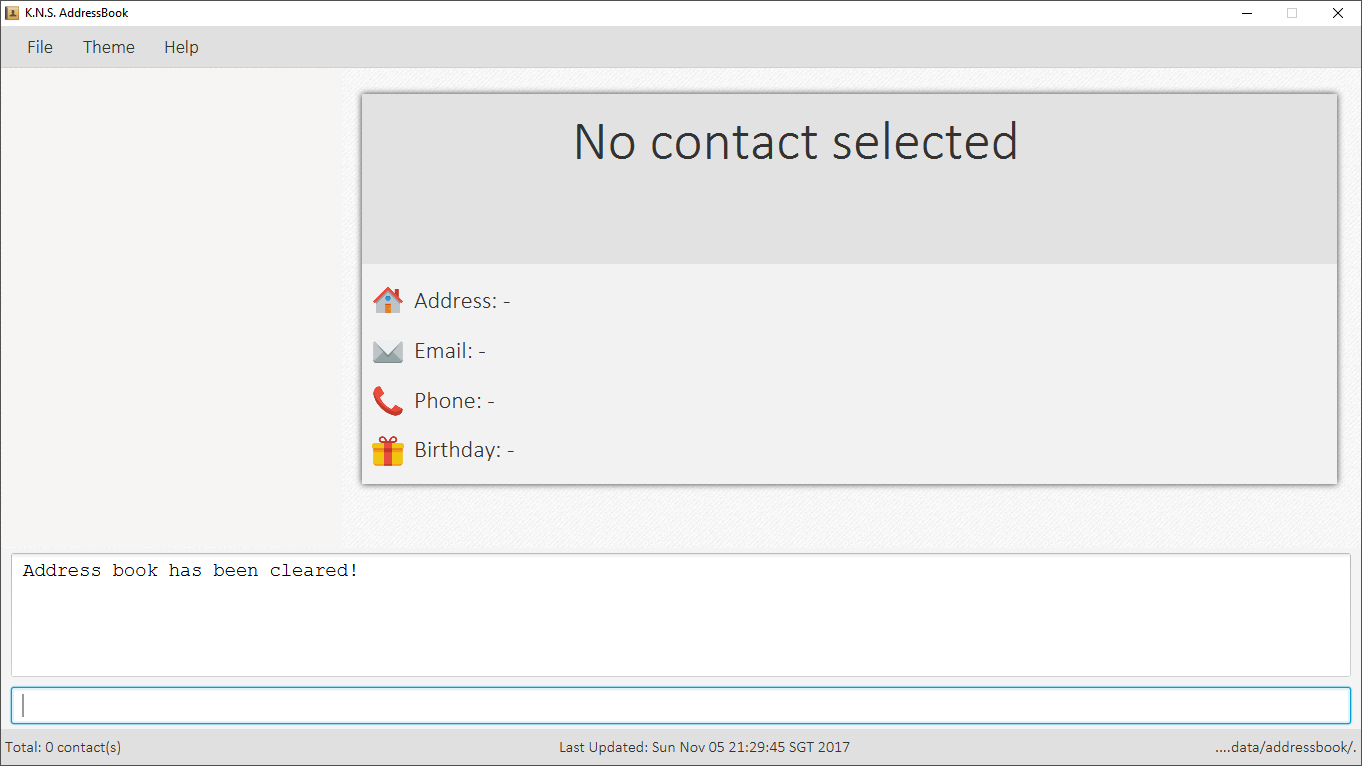 K.N.S. AddressBook
File Theme Help
No contact selected
Address: -
Email: -
Phone: -
Birthday: -
Address book has been cleared!
Total: 0 contact(s) Last Updated: Sun Nov 05 21:29:45 SGT 2017 ....data/addressbook/.